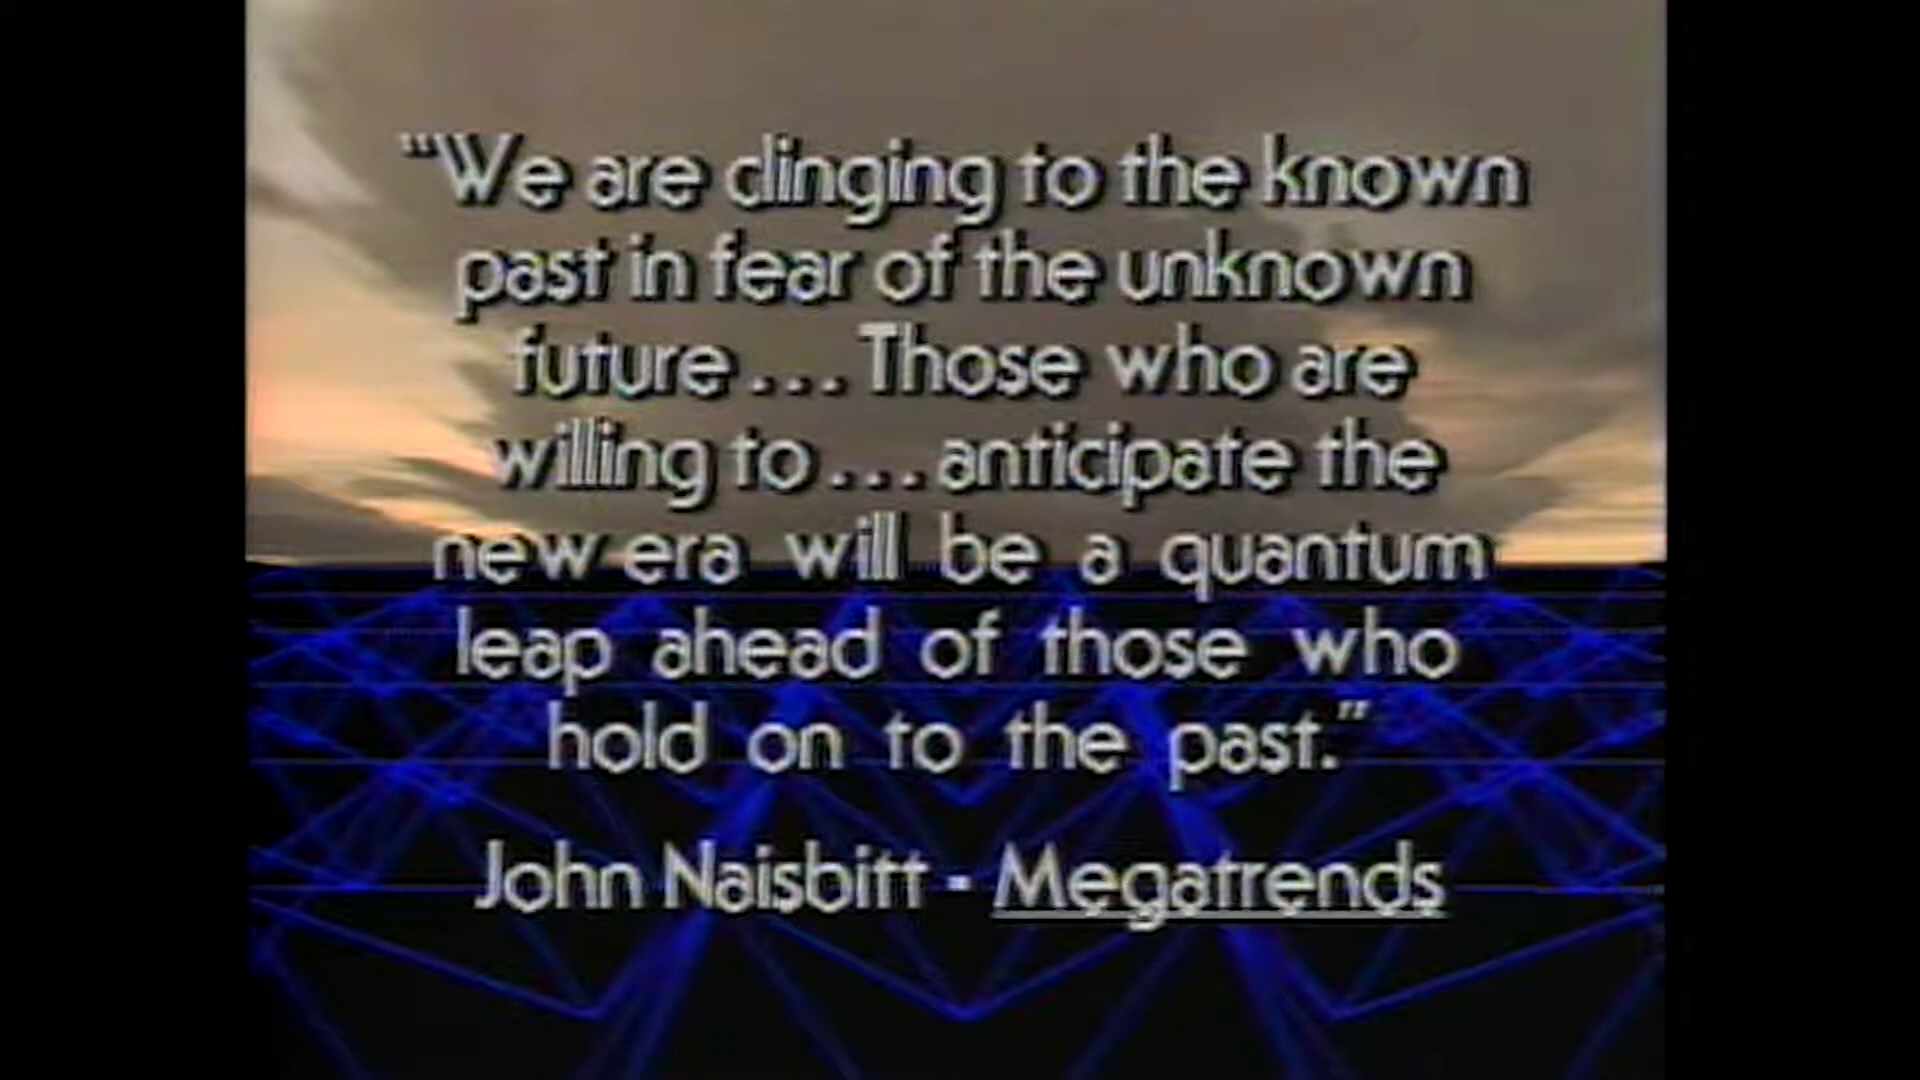 “We are clinging to the known
past in fear of the unknown
future... Those who are
willing to... anticipate the
new era will be a quantum
leap ahead of those who
hold on to the past.”
John Naisbitt - Megatrends